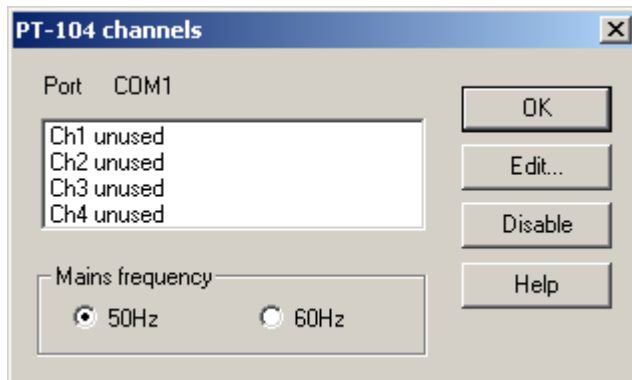 PT-104 channels
Port COM1
Ch1 unused
Ch2 unused
Ch3 unused
Ch4 unused
OK
Edit...
Disable
Help
Mains frequency
50Hz 60Hz